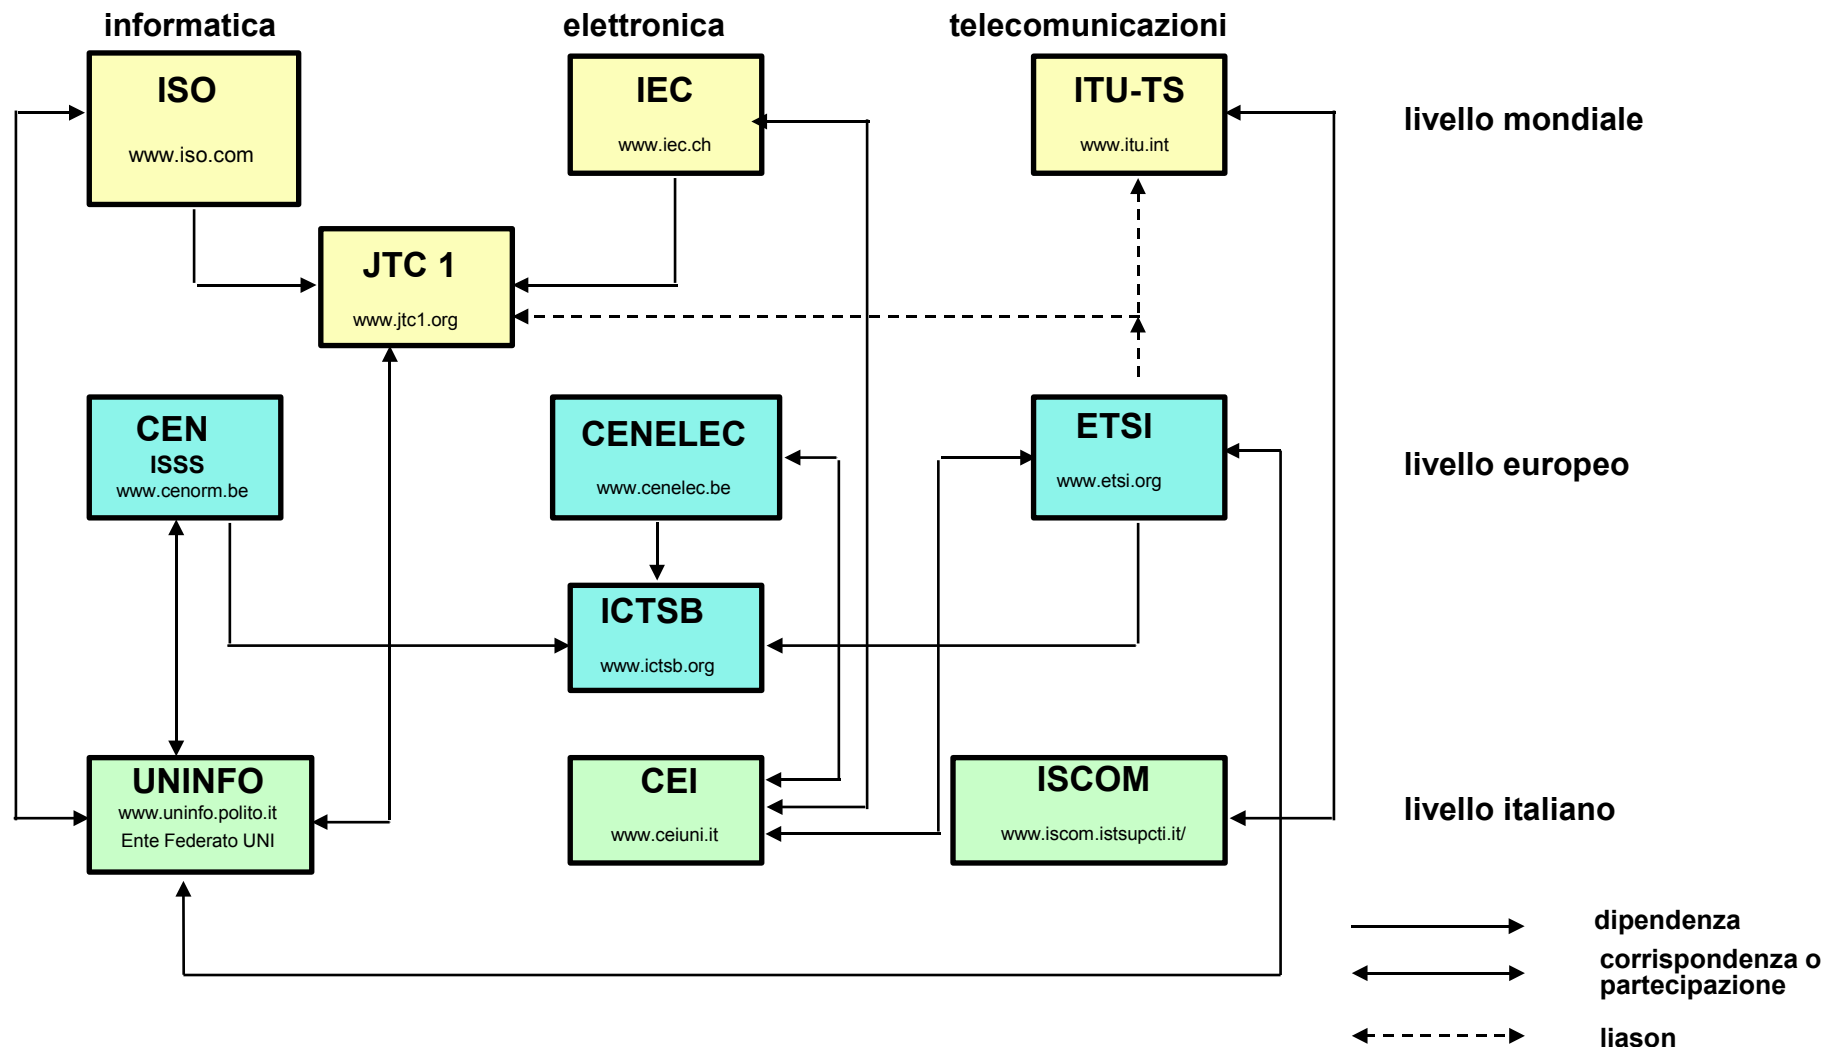 informatica
elettronica
telecomunicazioni
ISO
www.iso.com
IEC
www.iec.ch
ITU-TS
www.itu.int
livello mondiale
JTC 1
www.jtc1.org
CEN
ISSS
www.cenorm.be
CENELEC
www.cenelec.be
ETSI
www.etsi.org
livello europeo
ICTSB
www.ictsb.org
UNINFO
www.uninfo.polito.it
Ente Federato UNI
CEI
www.ceiuni.it
ISCOM
www.iscom.istsupcti.it/
livello italiano
dipendenza
corrispondenza o
partecipazione
liason